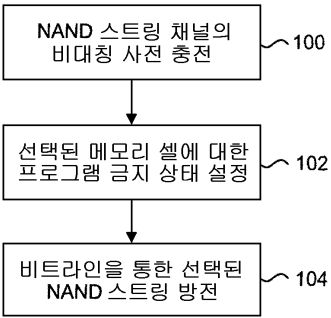 NAND 스트링 채널의
비대칭 사전 충전
100
선택된 메모리 셀에 대한
프로그램 금지 상태 설정
102
비트라인을 통한 선택된
NAND 스트링 방전
104